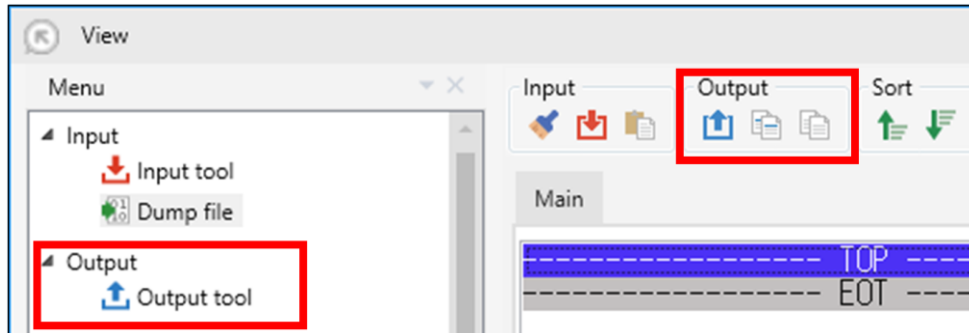 View
Menu
Input
Input tool
Dump file
Output
Output tool
Input
Output
Sort
Main
------------------ TOP ----
------------------ EOT ----